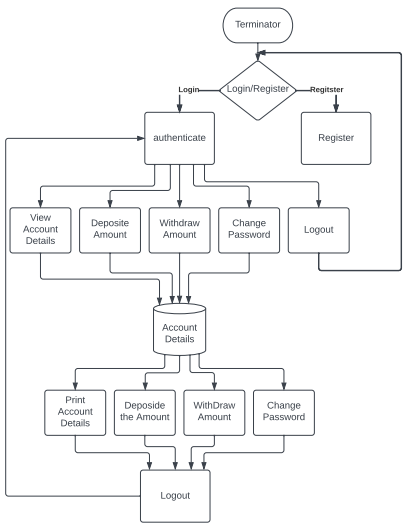 Terminator
Login/Register
Login
Regitster
authenticate
Register
View
Account
Details
Deposite
Amount
Withdraw
Amount
Change
Password
Logout
Account
Details
Print
Account
Details
Deposide
the Amount
WithDraw
Amount
Change
Password
Logout